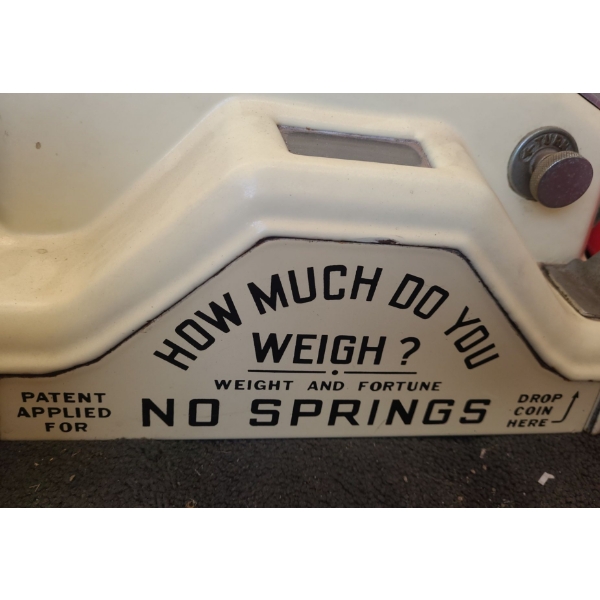 HOW MUCH DO YOU
WEIGH ?
WEIGHT AND FORTUNE
NO SPRINGS
PATENT
APPLIED
FOR
DROP
COIN
HERE